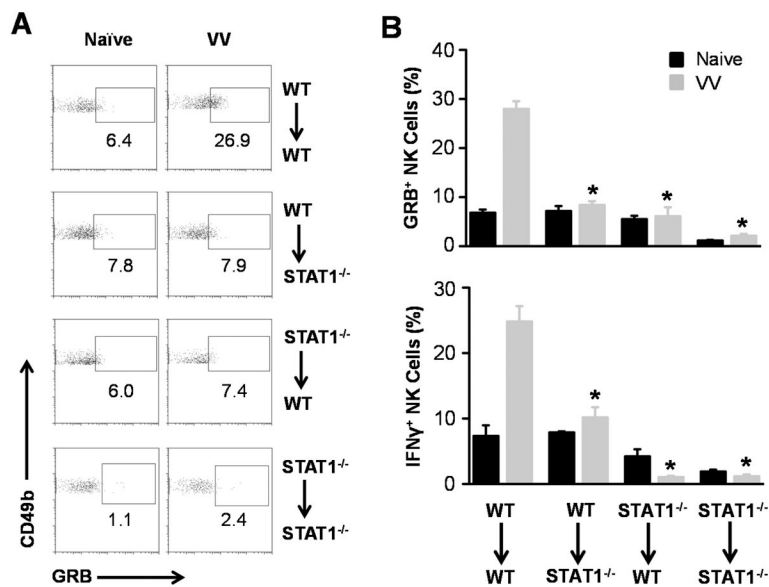 A
Naïve VV
6.4 26.9
WT
WT
7.8 7.9
WT
STAT1-/-
6.0 7.4
STAT1-/-
WT
1.1 2.4
STAT1-/-
STAT1-/-
CD49b
GRB
B
Naive
VV
GRB+ NK Cells (%)
40
30
20
10
0
* * *
IFNγ+ NK Cells (%)
30
20
10
0
* * *
WT WT STAT1-/- STAT1-/-
WT STAT1-/- WT STAT1-/-